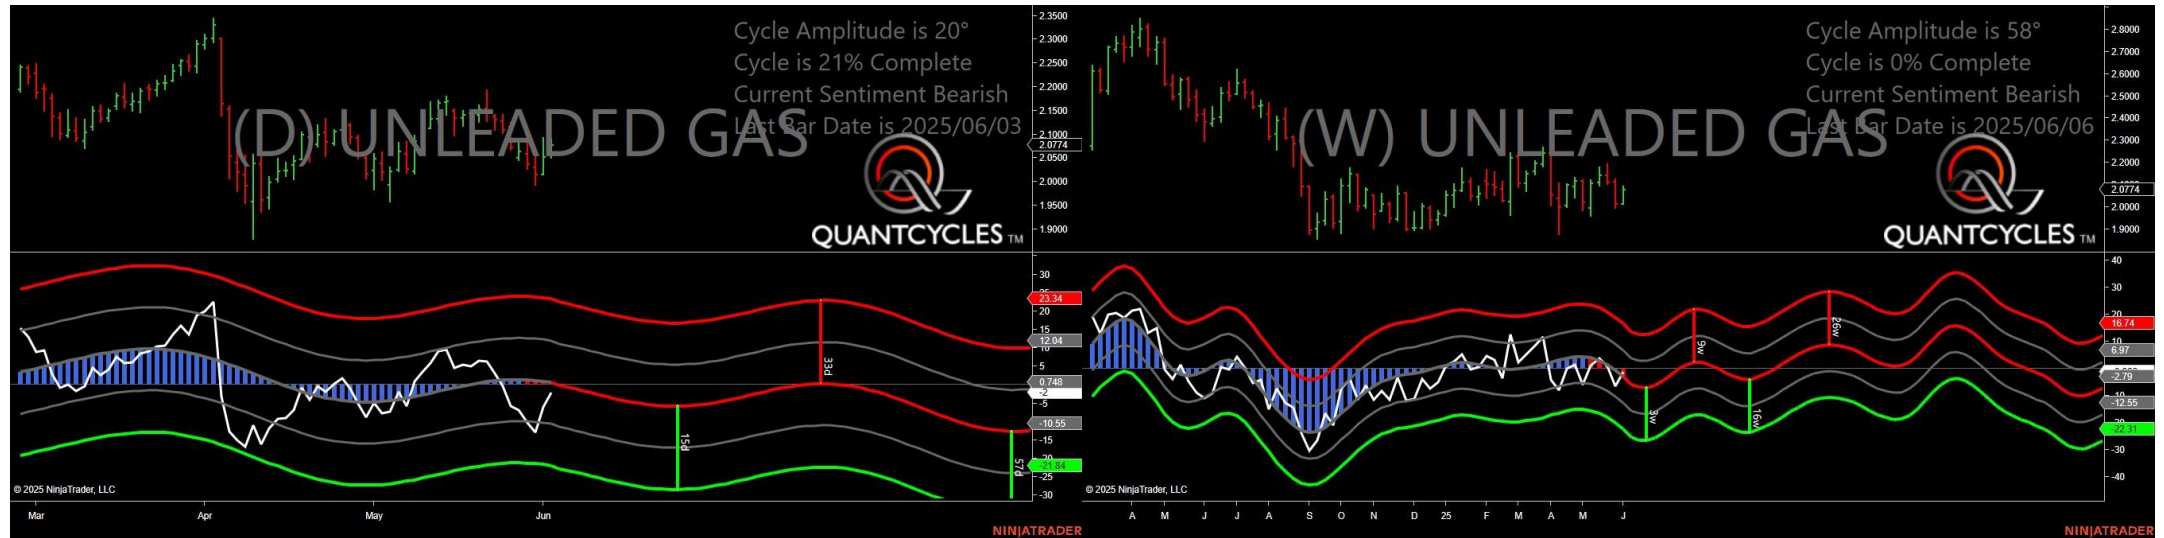 Cycle Amplitude is 20°
Cycle is 21% Complete
Current Sentiment Bearish
Last Bar Date is 2025/06/03
(D) UNLEADED GAS
QUANTCYCLES TM
2.3500
2.3000
2.2500
2.2000
2.1500
2.1000
2.0774
2.0500
2.0000
1.9500
1.9000
30
23.34
20
15
12.04
5
0.748
-2
-5
-10.55
-15
-21.84
-25
-30
33d
15d
57d
© 2025 NinjaTrader, LLC
Mar
Apr
May
Jun
NINJATRADER
Cycle Amplitude is 58°
Cycle is 0% Complete
Current Sentiment Bearish
Last Bar Date is 2025/06/06
(W) UNLEADED GAS
QUANTCYCLES TM
2.8000
2.7000
2.6000
2.5000
2.4000
2.3000
2.2000
2.0774
2.0000
1.9000
40
30
16.74
10
6.97
-2.79
-12.55
-22.31
-30
-40
3w
9w
16w
26w
© 2025 NinjaTrader, LLC
A M J J A S O N D 25 F M A M J
NINJATRADER